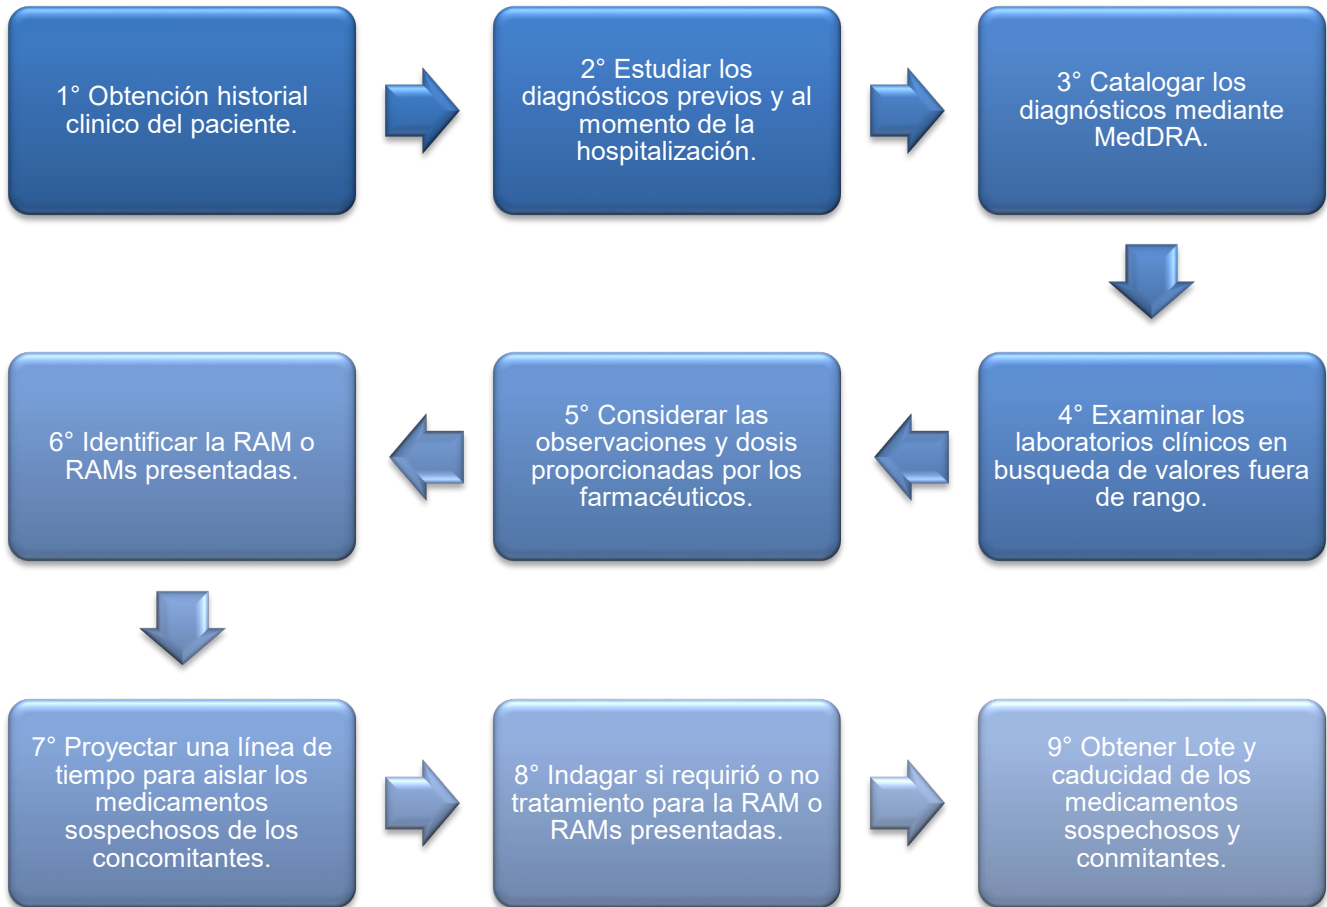 1° Obtención historial
clinico del paciente.
2° Estudiar los
diagnósticos previos y al
momento de la
hospitalización.
3° Catalogar los
diagnósticos mediante
MedDRA.
4° Examinar los
laboratorios clínicos en
busqueda de valores fuera
de rango.
5° Considerar las
observaciones y dosis
proporcionadas por los
farmacéuticos.
6° Identificar la RAM o
RAMs presentadas.
7° Proyectar una línea de
tiempo para aislar los
medicamentos
sospechosos de los
concomitantes.
8° Indagar si requirió o no
tratamiento para la RAM o
RAMs presentadas.
9° Obtener Lote y
caducidad de los
medicamentos
sospechosos y
conmitantes.